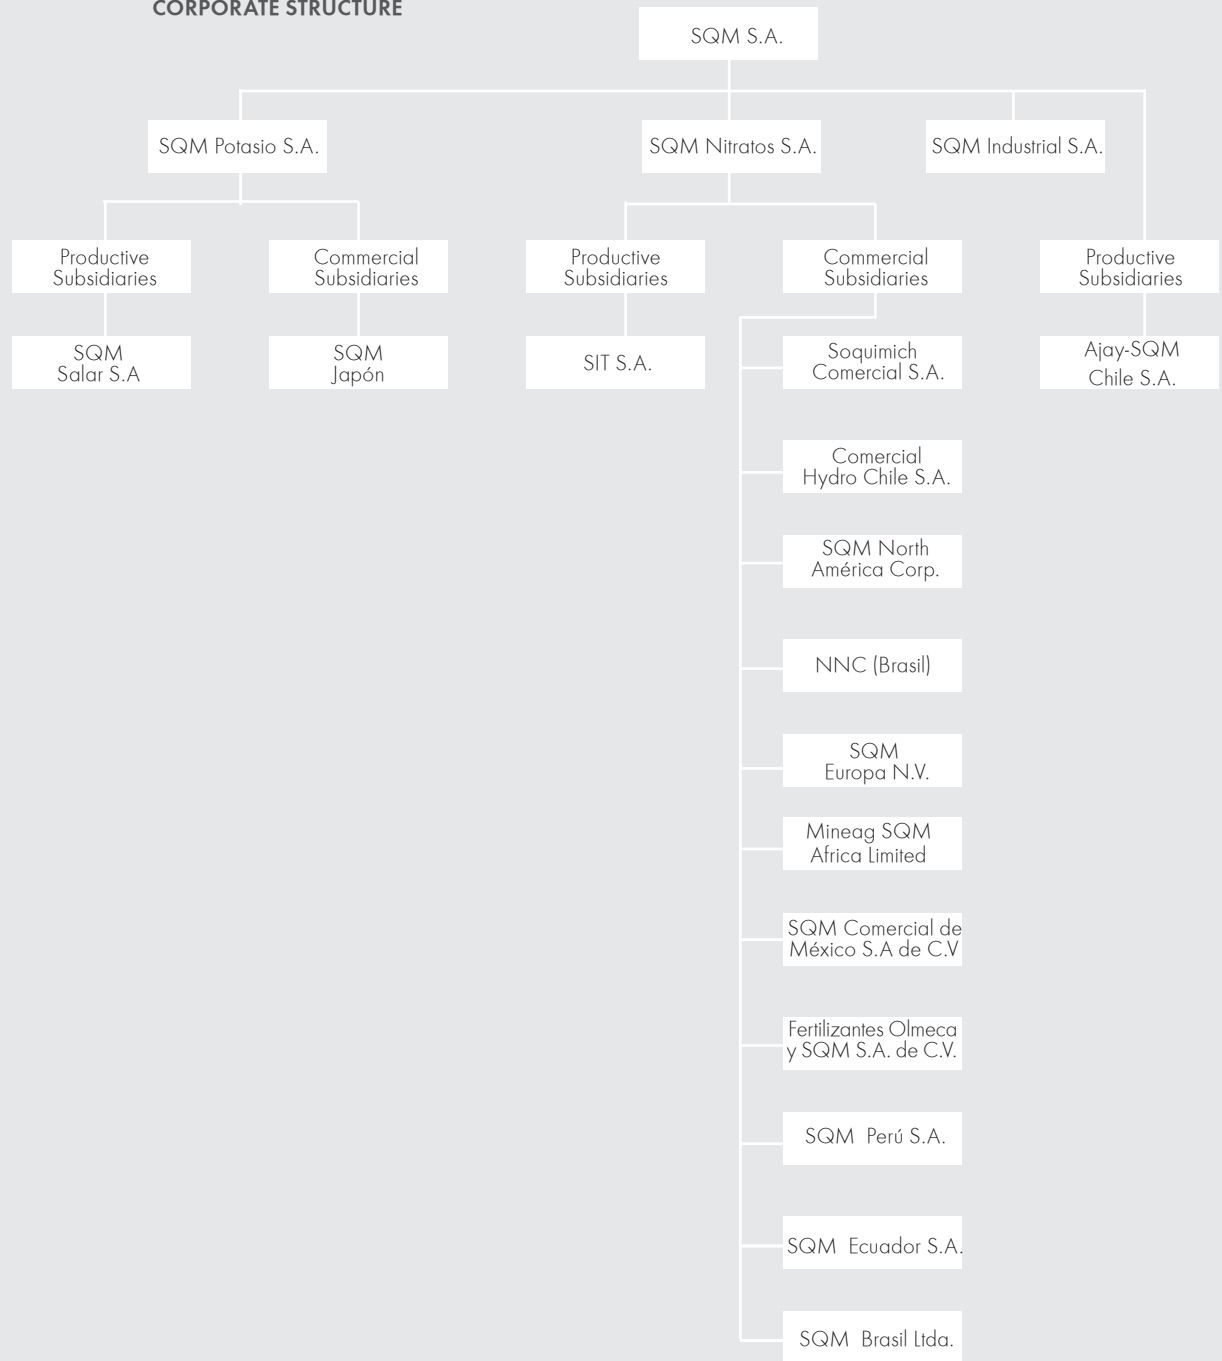 CORPORATE STRUCTURE
SQM S.A.
SQM Potasio S.A.
SQM Nitratos S.A.
SQM Industrial S.A.
Productive
Subsidiaries
Commercial
Subsidiaries
Productive
Subsidiaries
Commercial
Subsidiaries
Productive
Subsidiaries
SQM
Salar S.A
SQM
Japón
SIT S.A.
Soquimich
Comercial S.A.
Ajay-SQM
Chile S.A.
Comercial
Hydro Chile S.A.
SQM North
América Corp.
NNC (Brasil)
SQM
Europa N.V.
Mineag SQM
Africa Limited
SQM Comercial de
México S.A de C.V
Fertilizantes Olmeca
y SQM S.A. de C.V.
SQM Perú S.A.
SQM Ecuador S.A.
SQM Brasil Ltda.